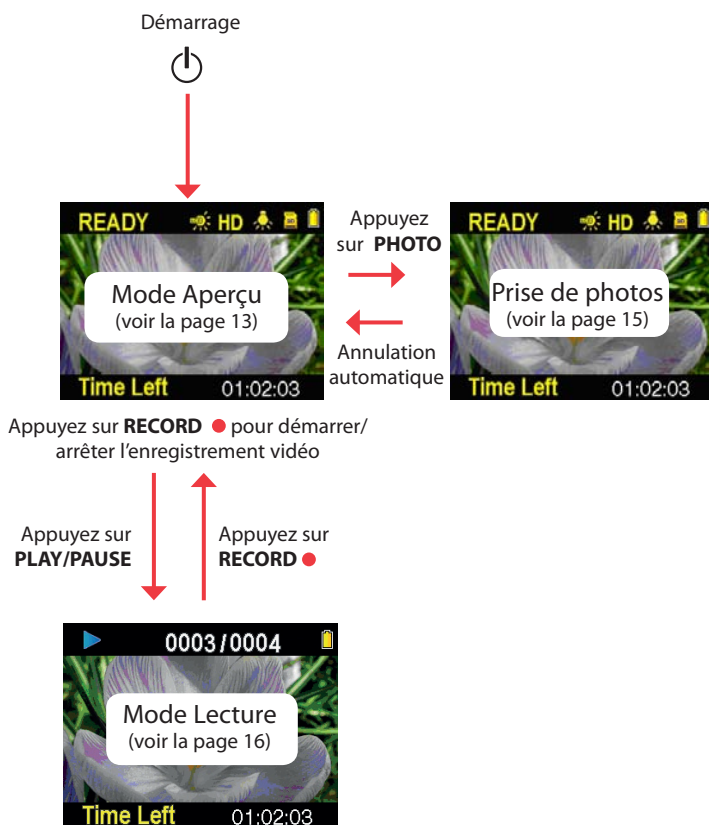 Démarrage
READY HD
Mode Aperçu
(voir la page 13)
Time Left 01:02:03
Appuyez
sur PHOTO
Annulation
automatique
READY HD
Prise de photos
(voir la page 15)
Time Left 01:02:03
Appuyez sur RECORD ● pour démarrer/
arrêter l’enregistrement vidéo
Appuyez sur
PLAY/PAUSE
Appuyez sur
RECORD ●
0003/0004
Mode Lecture
(voir la page 16)
Time Left 01:02:03